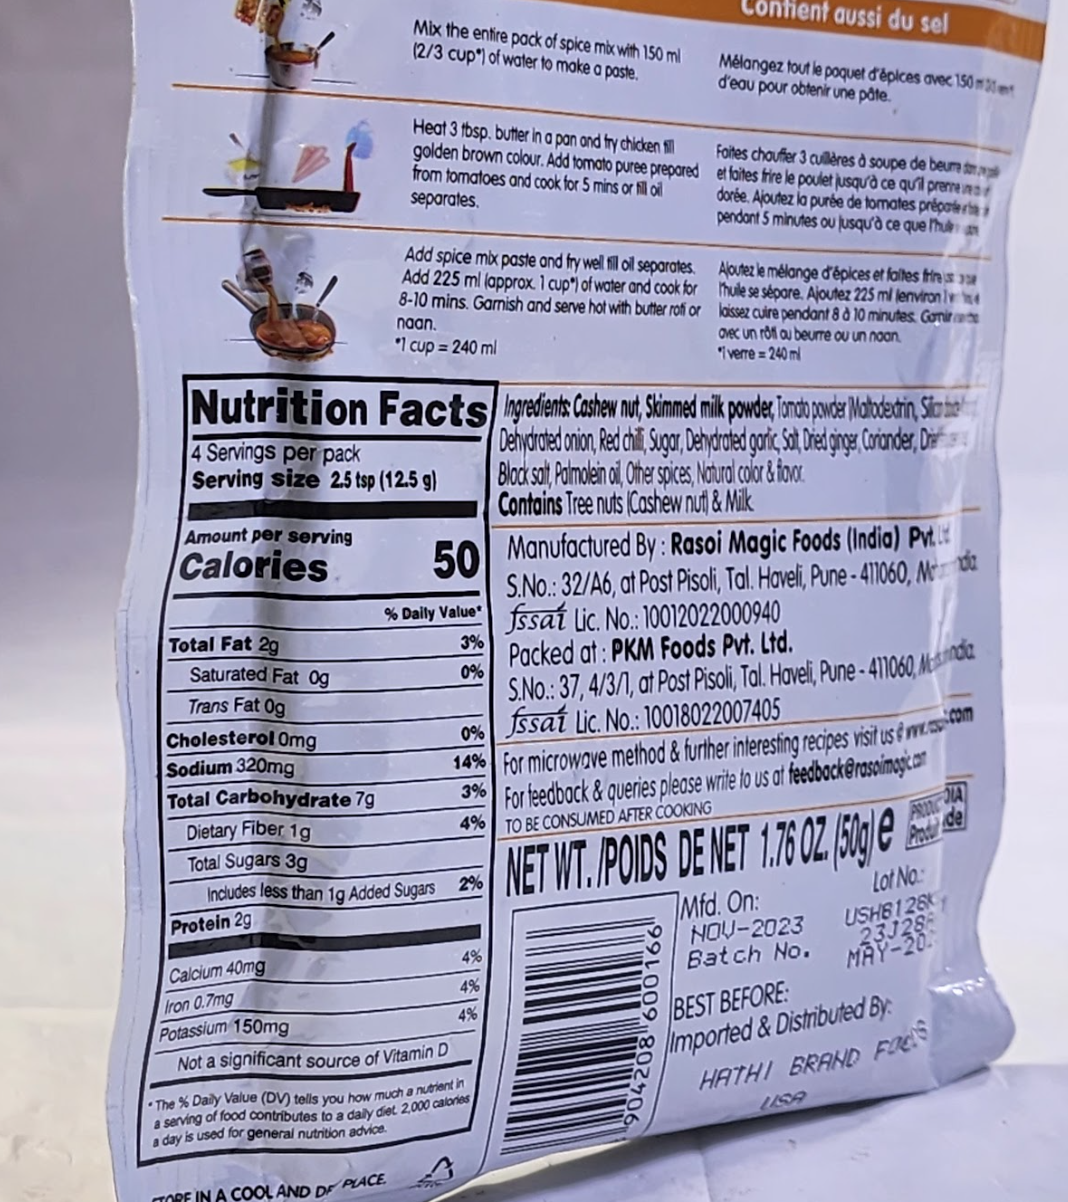 Contient aussi du sel
Mix the entire pack of spice mix with 150 ml
(2/3 cup*) of water to make a paste.
Mélangez tout le paquet d'épices avec 150
d'eau pour obtenir une pâte.
Heat 3 tbsp. butter in a pan and fry chicken till
golden brown colour. Add tomato puree prepared
from tomatoes and cook for 5 mins or till oil
separates.
Faites chauffer 3 cuillères à soupe de beurre
et faites frire le poulet jusqu'à ce qu'il prenne
dorée. Ajoutez la purée de tomates
pendant 5 minutes ou jusqu'à ce que
Add spice mix paste and fry well till oil separates.
Add 225 ml (approx. 1 cup*) of water and cook for
8-10 mins. Garnish and serve hot with butter roti or
naan.
*1 cup = 240 ml
Ajoutez le mélange d'épices et faites frire
l'huile se sépare. Ajoutez 225 ml (environ 1
laissez cuire pendant 8 à 10 minutes.
avec un rôti au beurre ou un naan.
*1 verre = 240 ml
Nutrition Facts
4 Servings per pack
Serving size 2.5 tsp (12.5 g)
Amount per serving
Calories 50
% Daily Value*
Total Fat 2g 3%
Saturated Fat 0g 0%
Trans Fat 0g
Cholesterol 0mg 0%
Sodium 320mg 14%
Total Carbohydrate 7g 3%
Dietary Fiber 1g 4%
Total Sugars 3g
Includes less than 1g Added Sugars 2%
Protein 2g
Calcium 40mg 4%
Iron 0.7mg 4%
Potassium 150mg 4%
Not a significant source of Vitamin D
* The % Daily Value (DV) tells you how much a nutrient in
a serving of food contributes to a daily diet. 2,000 calories
a day is used for general nutrition advice.
Ingredients: Cashew nut, Skimmed milk powder, Tomato powder (Maltodextrin,
Dehydrated onion, Red chilli, Sugar, Dehydrated garlic, Salt, Dried ginger, Coriander,
Black salt, Palmolein oil, Other spices, Natural color & flavor.
Contains Tree nuts (Cashew nut) & Milk.
Manufactured By : Rasoi Magic Foods (India) Pvt.
S.No.: 32/A6, at Post Pisoli, Tal. Haveli, Pune - 411060,
fssai Lic. No.: 10012022000940
Packed at : PKM Foods Pvt. Ltd.
S.No.: 37, 4/3/1, at Post Pisoli, Tal. Haveli, Pune - 411060,
fssai Lic. No.: 10018022007405
For microwave method & further interesting recipes visit us @
For feedback & queries please write to us at feedback@rasoimagic.com
TO BE CONSUMED AFTER COOKING
NET WT. /POIDS DE NET 1.76 OZ. (50g) e
Lot No.:
Mfd. On:
NOV-2023
Batch No.
BEST BEFORE:
Imported & Distributed By:
HATHI BRAND FOODS
USA
8904208600166
STORE IN A COOL AND DRY PLACE.